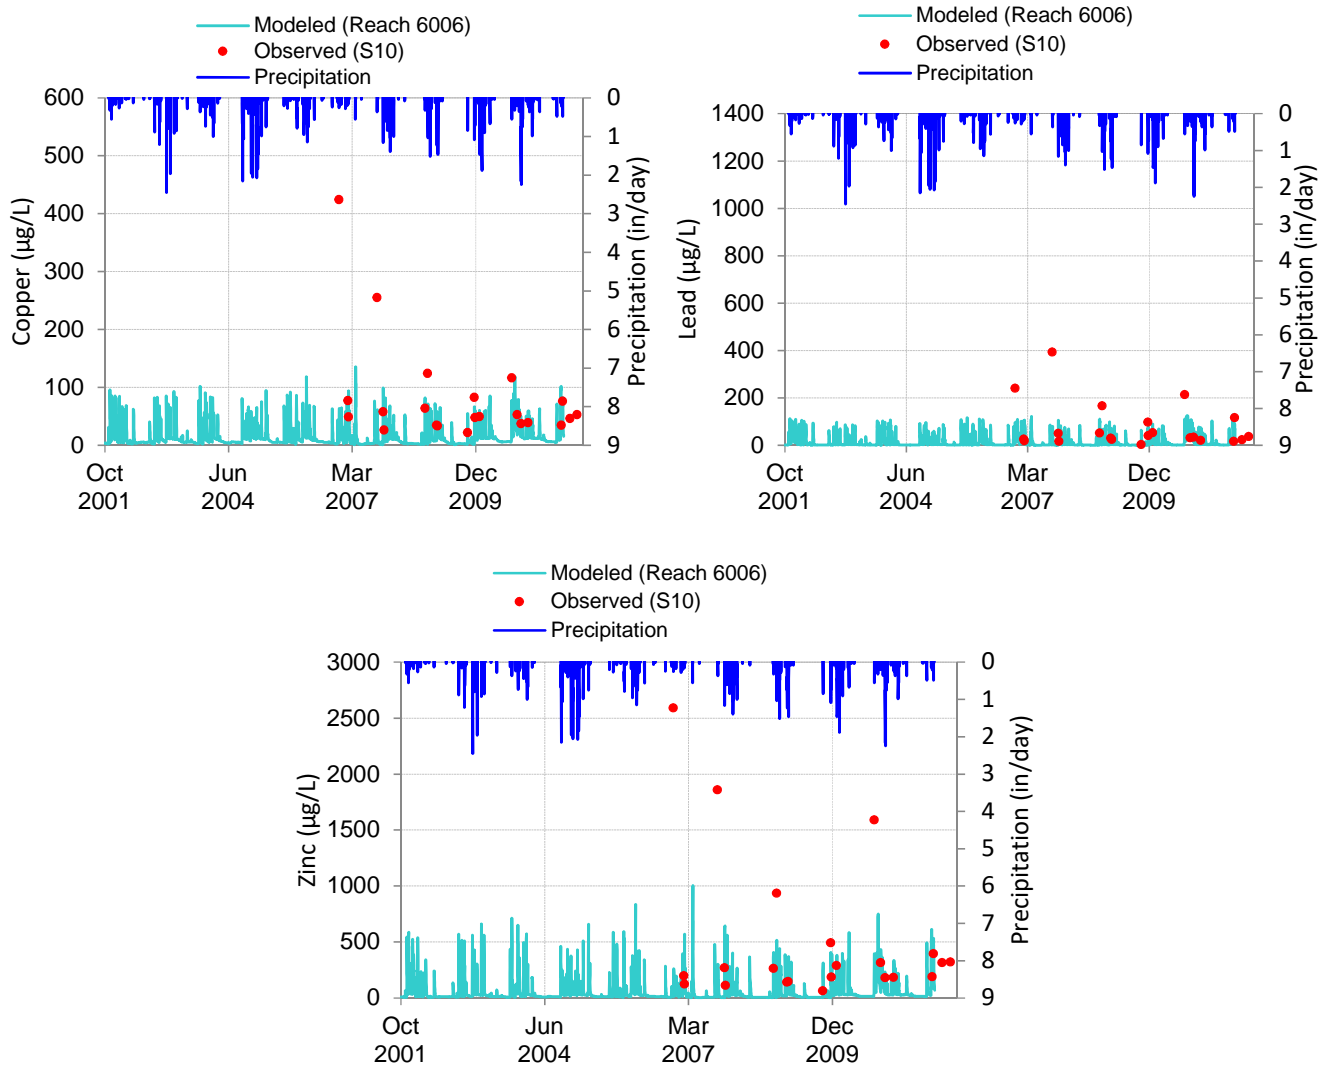 Modeled (Reach 6006)
Observed (S10)
Precipitation
600
500
400
300
200
100
0
Copper (µg/L)
0
1
2
3
4
5
6
7
8
9
Precipitation (in/day)
Oct 2001
Jun 2004
Mar 2007
Dec 2009
Modeled (Reach 6006)
Observed (S10)
Precipitation
1400
1200
1000
800
600
400
200
0
Lead (µg/L)
0
1
2
3
4
5
6
7
8
9
Precipitation (in/day)
Oct 2001
Jun 2004
Mar 2007
Dec 2009
Modeled (Reach 6006)
Observed (S10)
Precipitation
3000
2500
2000
1500
1000
500
0
Zinc (µg/L)
0
1
2
3
4
5
6
7
8
9
Precipitation (in/day)
Oct 2001
Jun 2004
Mar 2007
Dec 2009